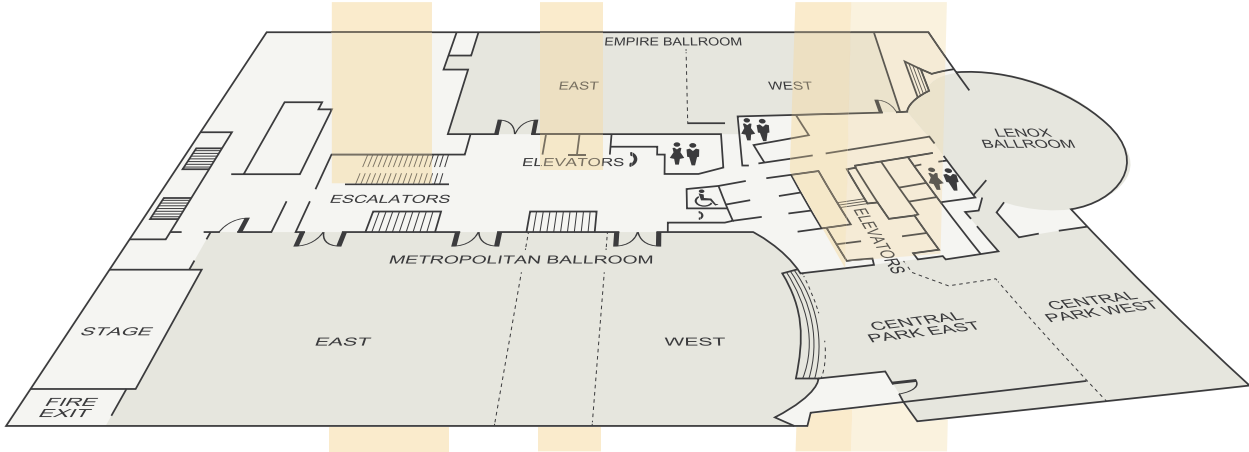 EMPIRE BALLROOM
EAST
WEST
LENOX
BALLROOM
ELEVATORS
ESCALATORS
ELEVATORS
METROPOLITAN BALLROOM
STAGE
EAST
WEST
CENTRAL
PARK EAST
CENTRAL
PARK WEST
FIRE
EXIT